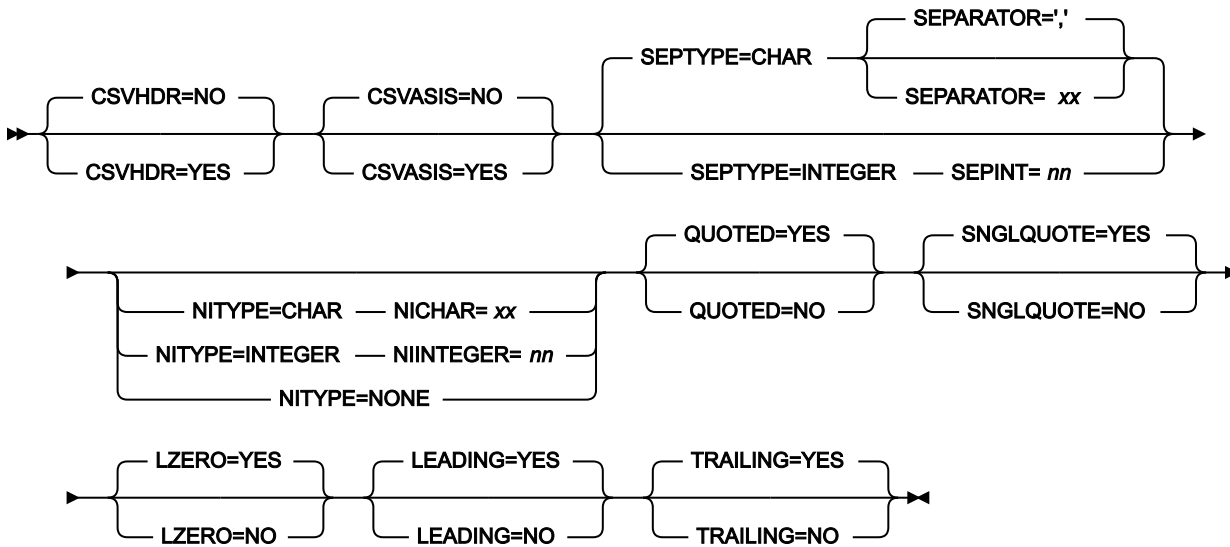 SEPARATOR=','
SEPTYPE=CHAR
CSVHDR=NO CSVASIS=NO SEPARATOR= xx
CSVHDR=YES CSVASIS=YES SEPTYPE=INTEGER SEPINT= nn
QUOTED=YES SNGLQUOTE=YES
NITYPE=CHAR NICHAR= xx QUOTED=NO SNGLQUOTE=NO
NITYPE=INTEGER NIINTEGER= nn
NITYPE=NONE
LZERO=YES LEADING=YES TRAILING=YES
LZERO=NO LEADING=NO TRAILING=NO